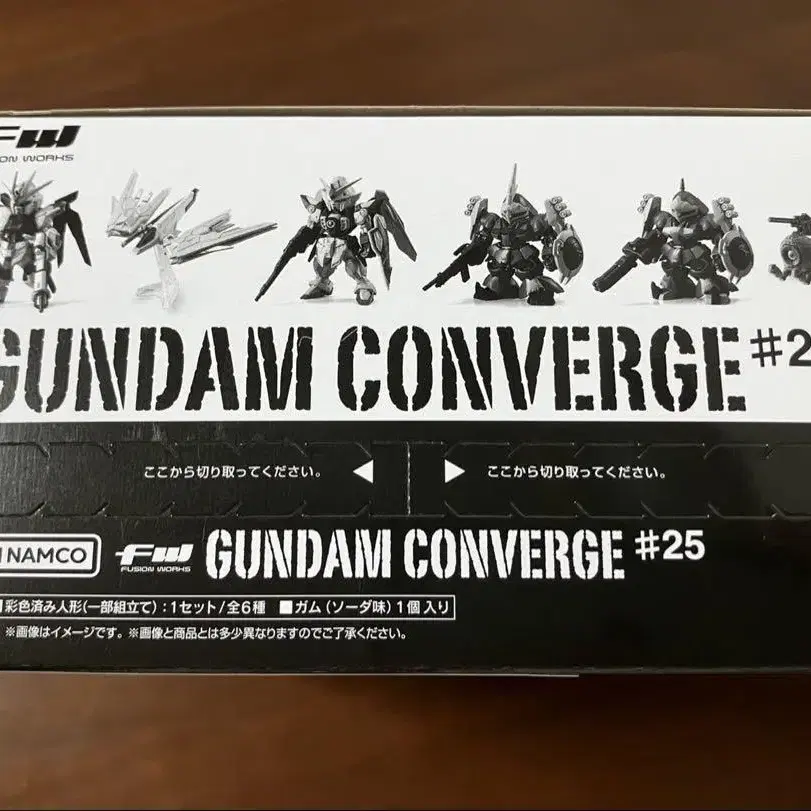 FW
ON WORKS
GUNDAM CONVERGE #2
ここから切り取ってください。 ◀ ▶ ここから切り取ってください。
NAMCO FW FUSION WORKS GUNDAM CONVERGE #25
彩色済み人形(一部組立て):1セット/全6種 ■ガム(ソーダ味)1個入り
※画像はイメージです。※画像と商品とは多少異なりますのでご了承ください。